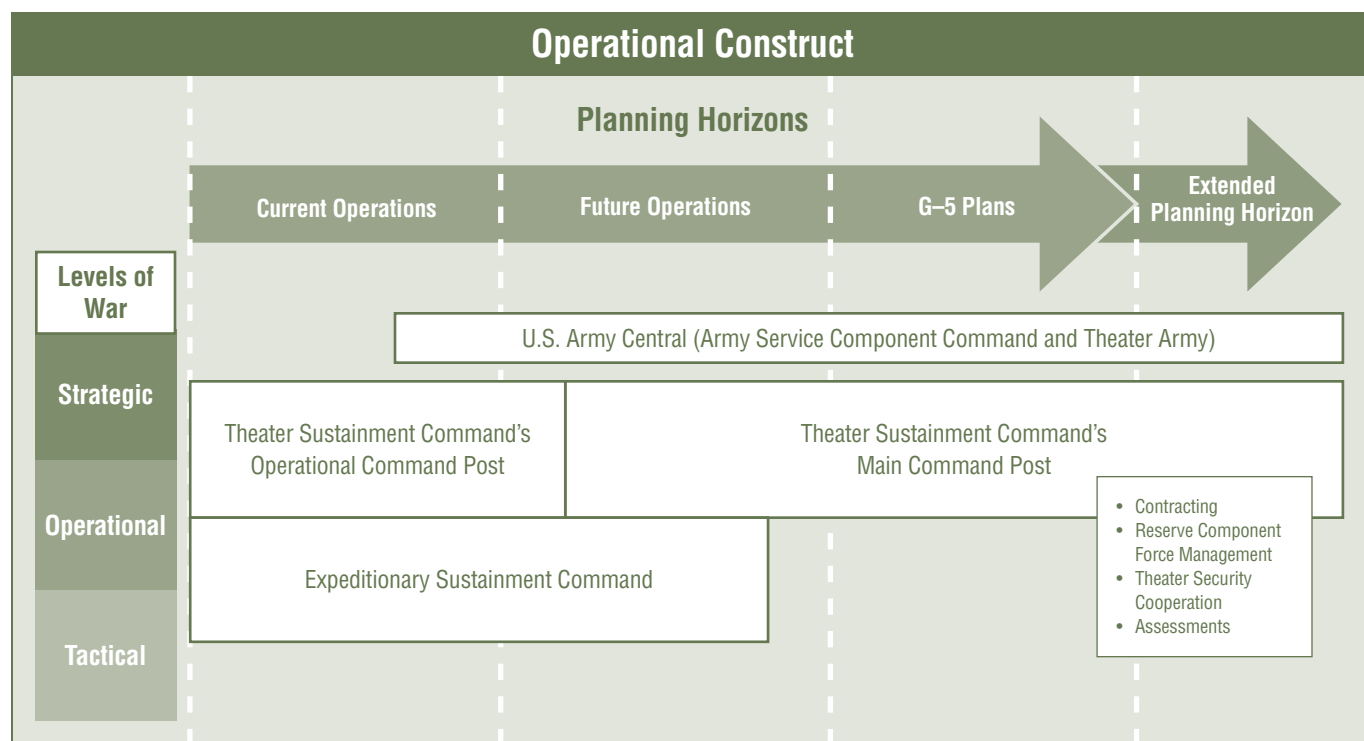 Operational Construct
Planning Horizons
Current Operations
Future Operations
G–5 Plans
Extended
Planning Horizon
Levels of
War
Strategic
Operational
Tactical
U.S. Army Central (Army Service Component Command and Theater Army)
Theater Sustainment Command’s
Operational Command Post
Theater Sustainment Command’s
Main Command Post
Expeditionary Sustainment Command
• Contracting
• Reserve Component
Force Management
• Theater Security
Cooperation
• Assessments